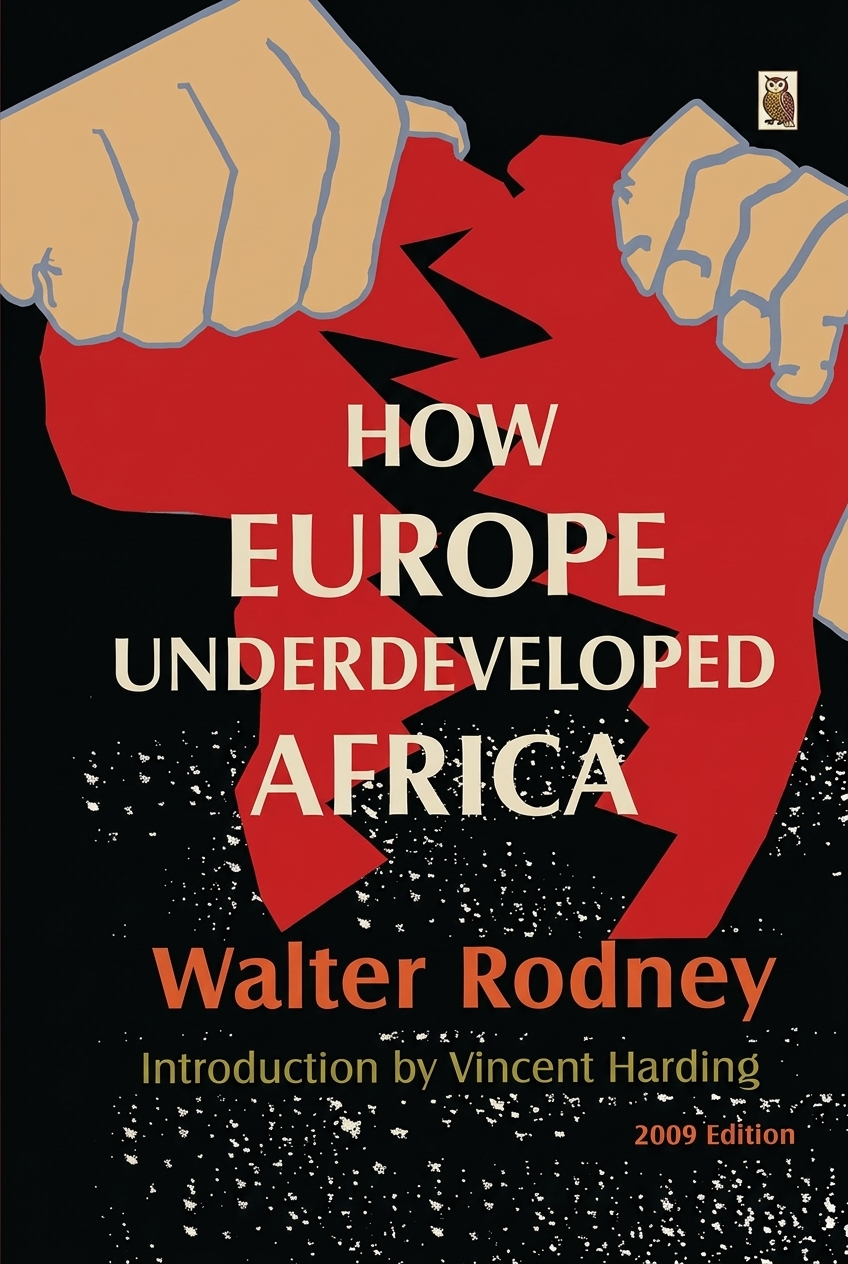 HOW
EUROPE
UNDERDEVELOPED
AFRICA
Walter Rodney
Introduction by Vincent Harding
2009 Edition